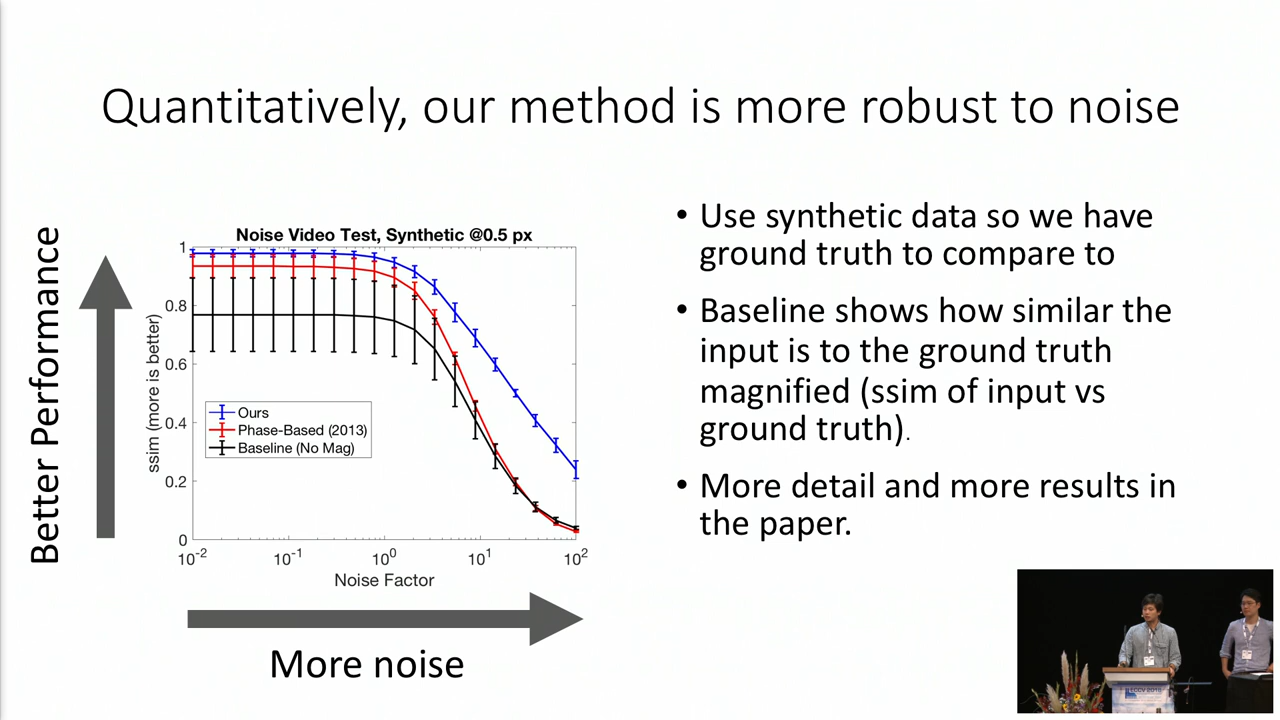 Quantitatively, our method is more robust to noise
Better Performance
Noise Video Test, Synthetic @0.5 px
1
0.8
0.6
0.4
0.2
0
ssim (more is better)
Ours
Phase-Based (2013)
Baseline (No Mag)
10-2
10-1
100
101
102
Noise Factor
More noise
• Use synthetic data so we have
ground truth to compare to
• Baseline shows how similar the
input is to the ground truth
magnified (ssim of input vs
ground truth).
• More detail and more results in
the paper.
ECCV 2018